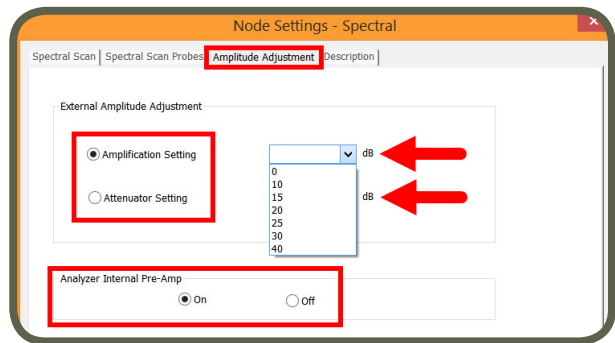 Node Settings - Spectral
x
Spectral Scan Spectral Scan Probes Amplitude Adjustment Description
External Amplitude Adjustment
Amplification Setting dB
0
10
Attenuator Setting 15 dB
20
25
30
40
Analyzer Internal Pre-Amp
On Off